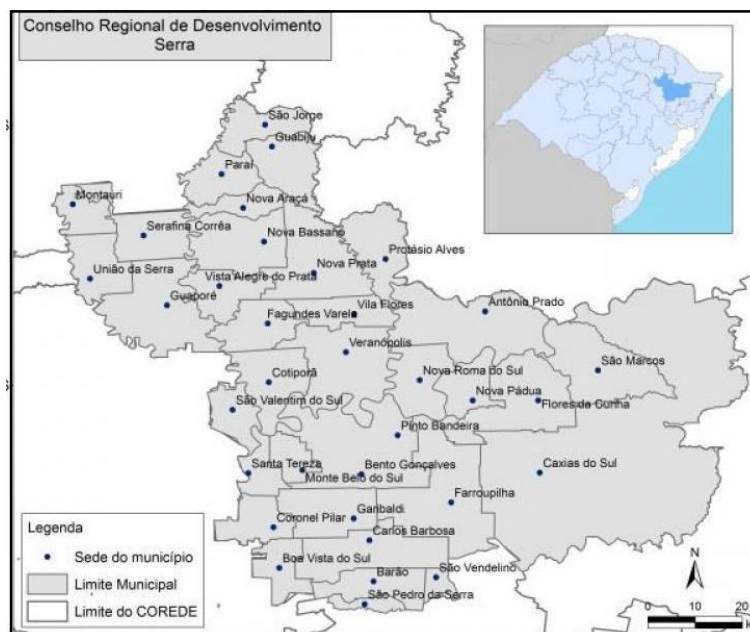 Conselho Regional de Desenvolvimento
Serra
São Jorge
Guabiju
Paraí
Montauri
Nova Araçá
Serafina Corrêa
Nova Bassano
Protásio Alves
União da Serra
Vista Alegre do Prata
Nova Prata
Guaporé
Fagundes Varela
Vila Flores
Antônio Prado
Veranópolis
São Marcos
Cotiporã
Nova Roma do Sul
Nova Pádua
Flores da Cunha
São Valentim do Sul
Pinto Bandeira
Santa Tereza
Monte Belo do Sul
Bento Gonçalves
Caxias do Sul
Farroupilha
Coronel Pilar
Garibaldi
Carlos Barbosa
Boa Vista do Sul
Barão
São Vendelino
São Pedro da Serra
Legenda
Sede do município
Limite Municipal
Limite do COREDE
N
0 10 20